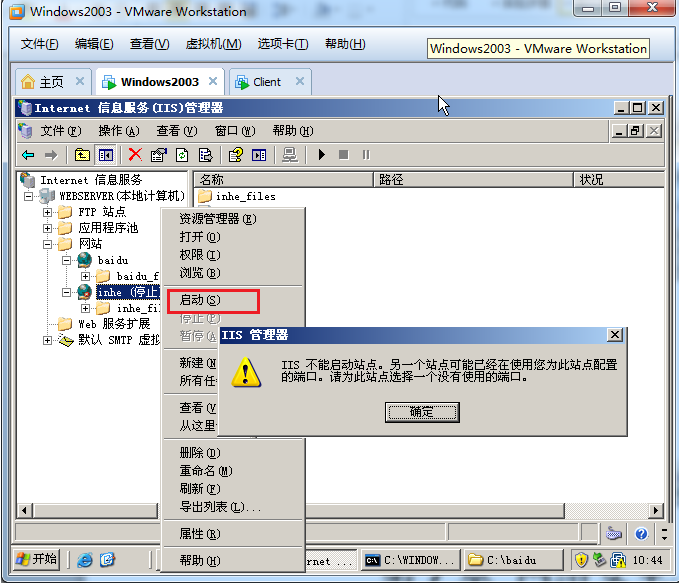 Windows2003 - VMware Workstation
文件(F) 编辑(E) 查看(V) 虚拟机(M) 选项卡(T) 帮助(H)
Windows2003 - VMware Workstation
主页 Windows2003 Client
Internet 信息服务(IIS)管理器
文件(F) 操作(A) 查看(V) 窗口(W) 帮助(H)
Internet 信息服务
WEBSERVER(本地计算机)
FTP 站点
应用程序池
网站
baidu
baidu_f
inhe (停止
inhe_fi
Web 服务扩展
默认 SMTP 虚拟
名称 路径 状况
inhe_files
资源管理器(E)
打开(O)
权限(I)
浏览(B)
启动(S)
停止(P)
暂停(A
新建(N
所有任
查看(V
从这里
删除(D)
重命名(M)
刷新(F)
导出列表(L)...
属性(R)
帮助(H)
IIS 管理器
IIS 不能启动站点。另一个站点可能已经在使用您为此站点配置
的端口。请为此站点选择一个没有使用的端口。
确定
开始 rnet ... C:\WINDOW... C:\baidu 10:44